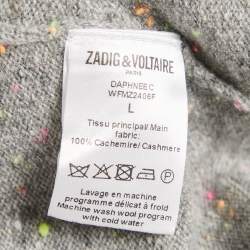 ZADIG & VOLTAIRE
PARIS
DAPHNEE C
WFMZ2406F
L
Tissu principal/ Main
fabric:
100% Cachemire/ Cashmere
Lavage en machine
programme délicat à froid
Machine wash wool program
with cold water